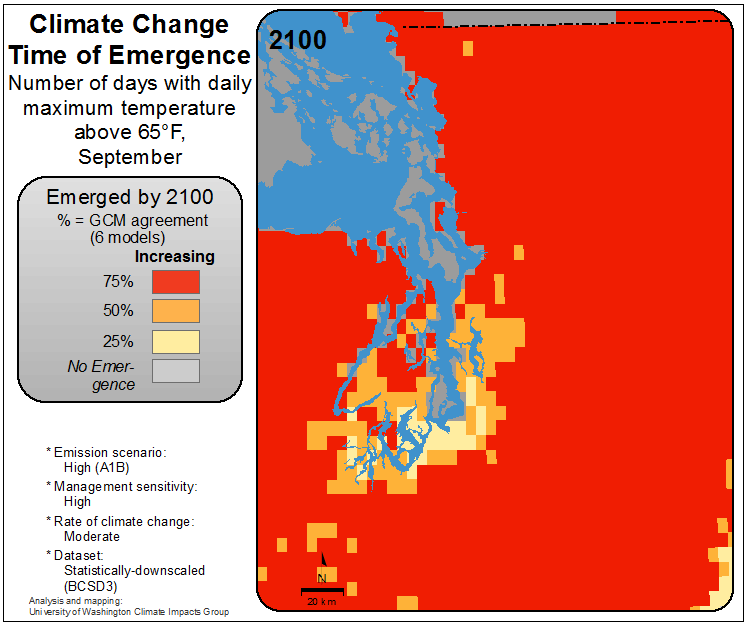 Climate Change
Time of Emergence
Number of days with daily
maximum temperature
above 65°F,
September
Emerged by 2100
% = GCM agreement
(6 models)
Increasing
75%
50%
25%
No Emer-
gence
* Emission scenario:
High (A1B)
* Management sensitivity:
High
* Rate of climate change:
Moderate
* Dataset:
Statistically-downscaled
(BCSD3)
Analysis and mapping:
University of Washington Climate Impacts Group
2100
N
20 km